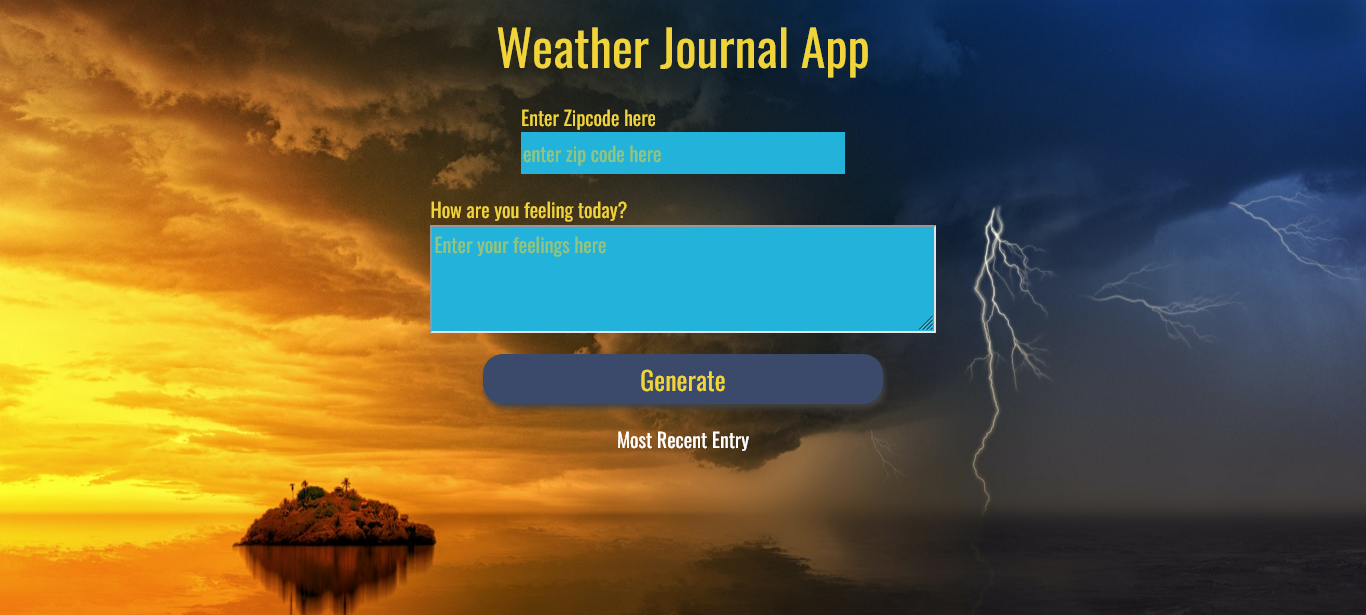 Weather Journal App
Enter Zipcode here
enter zip code here
How are you feeling today?
Enter your feelings here
Generate
Most Recent Entry